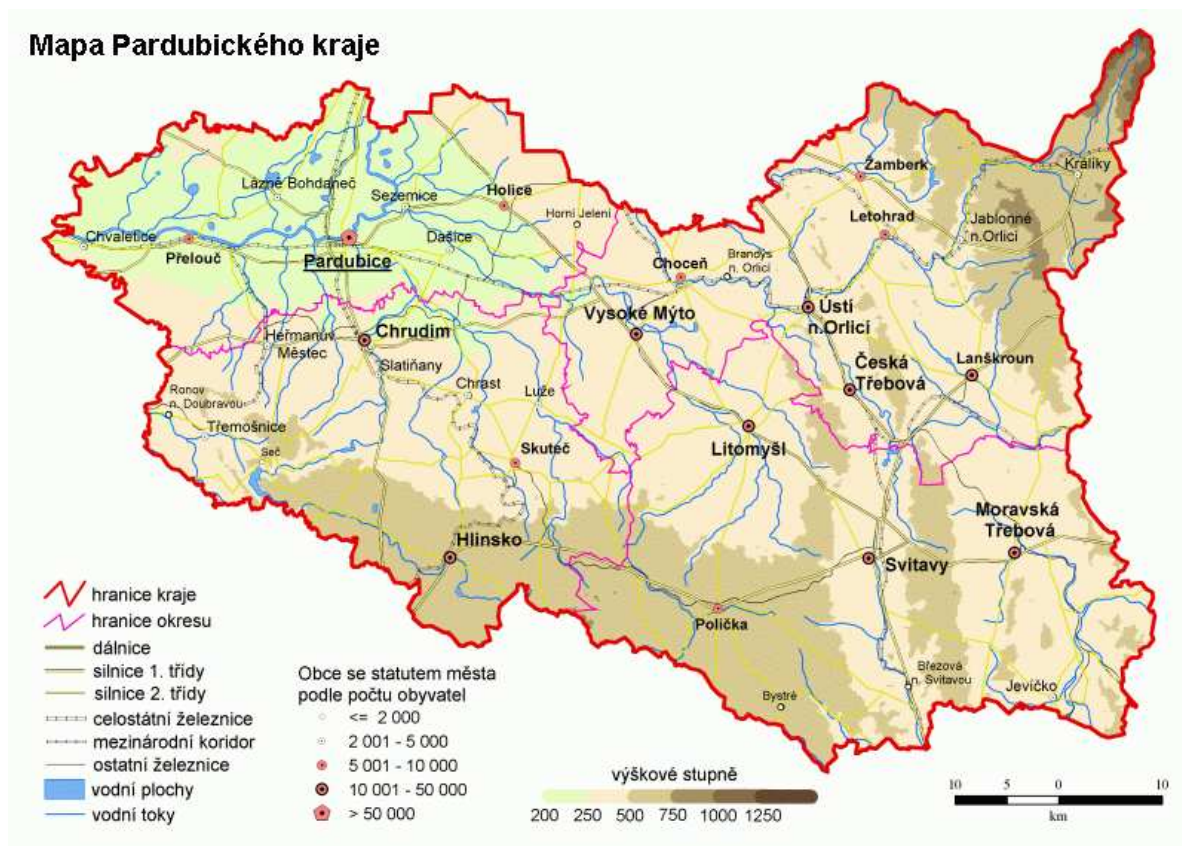 Mapa Pardubického kraje
Králíky
Žamberk
Lázně Bohdaneč
Sezemice
Holice
Horní Jelení
Letohrad
Jablonné
n.Orlicí
Chvaletice
Přelouč
Pardubice
Dašice
Choceň
Brandýs
n. Orlicí
Vysoké Mýto
Ústí
n.Orlicí
Heřmanův
Městec
Chrudim
Slatiňany
Chrast
Luže
Česká
Třebová
Lanškroun
Ronov
n. Doubravou
Třemošnice
Seč
Skuteč
Litomyšl
Hlinsko
Moravská
Třebová
Svitavy
Polička
Březová
n. Svitavou
Bystré
Jevíčko
hranice kraje
hranice okresu
dálnice
silnice 1. třídy
silnice 2. třídy
celostátní železnice
mezinárodní koridor
ostatní železnice
vodní plochy
vodní toky
Obce se statutem města
podle počtu obyvatel
<= 2 000
2 001 - 5 000
5 001 - 10 000
10 001 - 50 000
> 50 000
výškové stupně
200 250 500 750 1000 1250
10 5 0 10
km